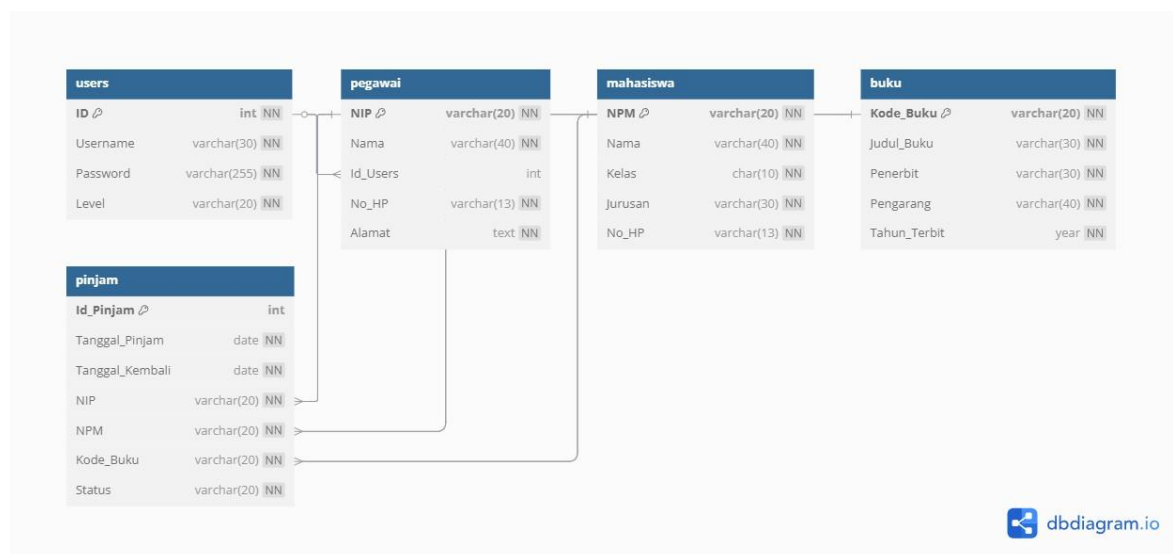 users
ID int NN
Username varchar(30) NN
Password varchar(255) NN
Level varchar(20) NN
pegawai
NIP varchar(20) NN
Nama varchar(40) NN
Id_Users int
No_HP varchar(13) NN
Alamat text NN
mahasiswa
NPM varchar(20) NN
Nama varchar(40) NN
Kelas char(10) NN
Jurusan varchar(30) NN
No_HP varchar(13) NN
buku
Kode_Buku varchar(20) NN
Judul_Buku varchar(30) NN
Penerbit varchar(30) NN
Pengarang varchar(40) NN
Tahun_Terbit year NN
pinjam
Id_Pinjam int
Tanggal_Pinjam date NN
Tanggal_Kembali date NN
NIP varchar(20) NN
NPM varchar(20) NN
Kode_Buku varchar(20) NN
Status varchar(20) NN
dbdiagram.io